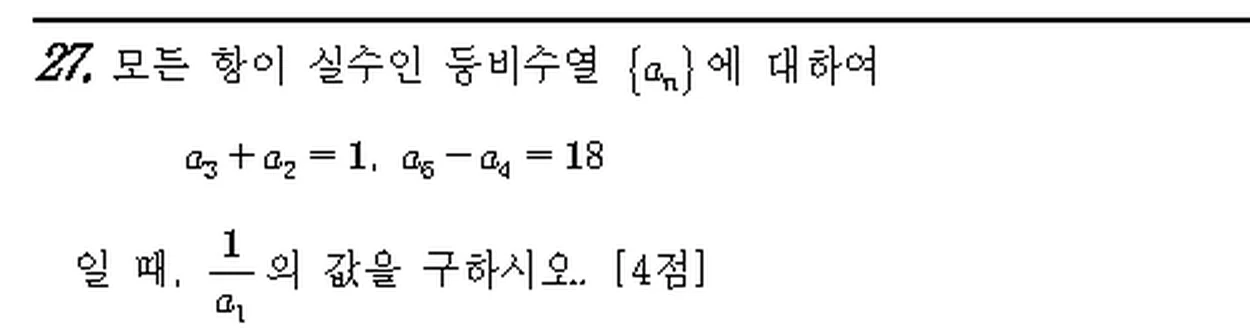 27. 모든 항이 실수인 등비수열 {aₙ}에 대하여
a₃ + a₂ = 1, a₆ − a₄ = 18
일 때, 1/a₁ 의 값을 구하시오. [4점]